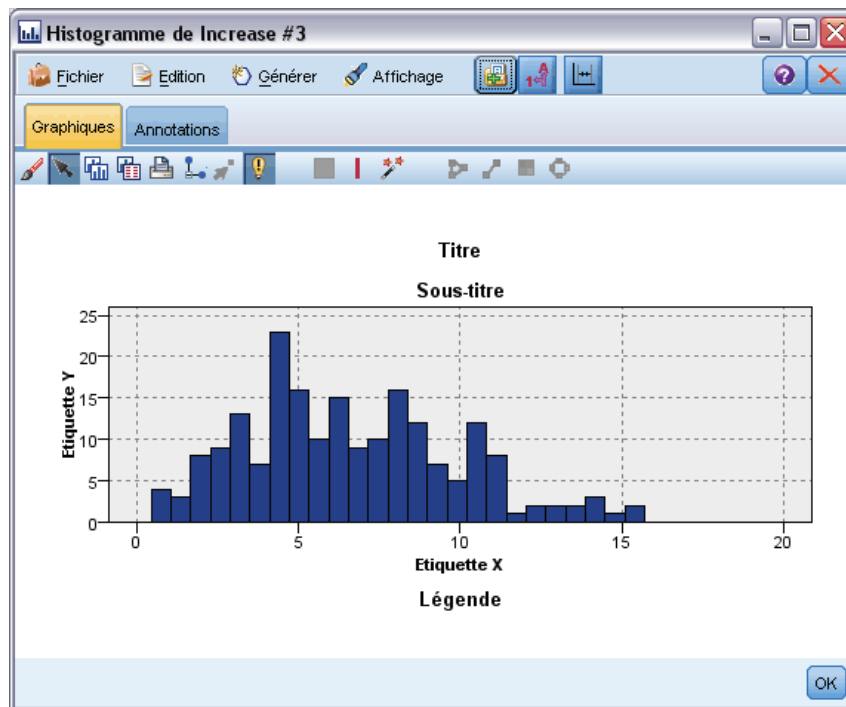 Histogramme de Increase #3
Fichier Edition Générer Affichage
Graphiques Annotations
Titre
Sous-titre
25
20
15
10
5
0
Etiquette Y
0 5 10 15 20
Etiquette X
Légende
OK